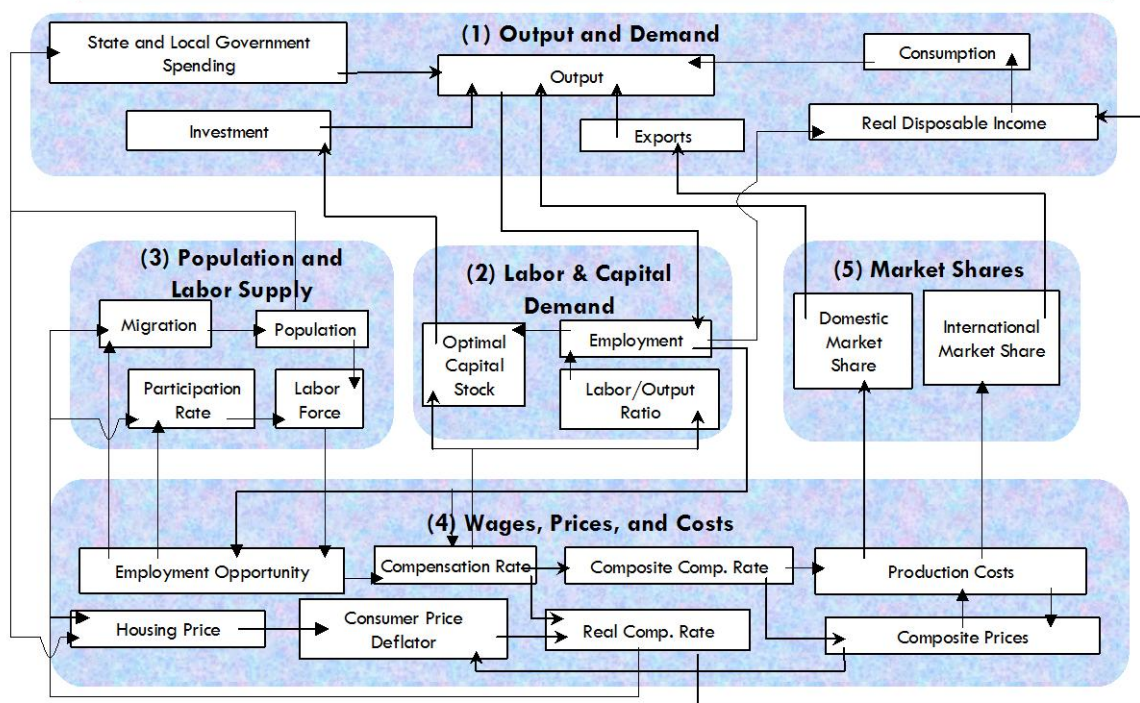 (1) Output and Demand
State and Local Government
Spending
Output
Consumption
Investment
Exports
Real Disposable Income
(3) Population and
Labor Supply
Migration
Population
Participation
Rate
Labor
Force
(2) Labor & Capital
Demand
Optimal
Capital
Stock
Employment
Labor/Output
Ratio
(5) Market Shares
Domestic
Market
Share
International
Market Share
(4) Wages, Prices, and Costs
Employment Opportunity
Compensation Rate
Composite Comp. Rate
Production Costs
Housing Price
Consumer Price
Deflator
Real Comp. Rate
Composite Prices